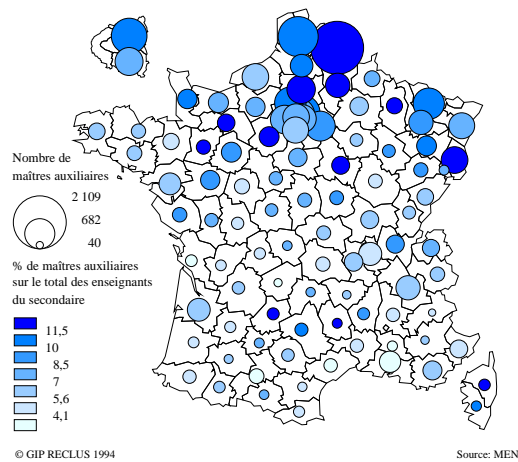 Nombre de
maîtres auxiliaires
2 109
682
40
% de maîtres auxiliaires
sur le total des enseignants
du secondaire
11,5
10
8,5
7
5,6
4,1
© GIP RECLUS 1994
Source: MEN